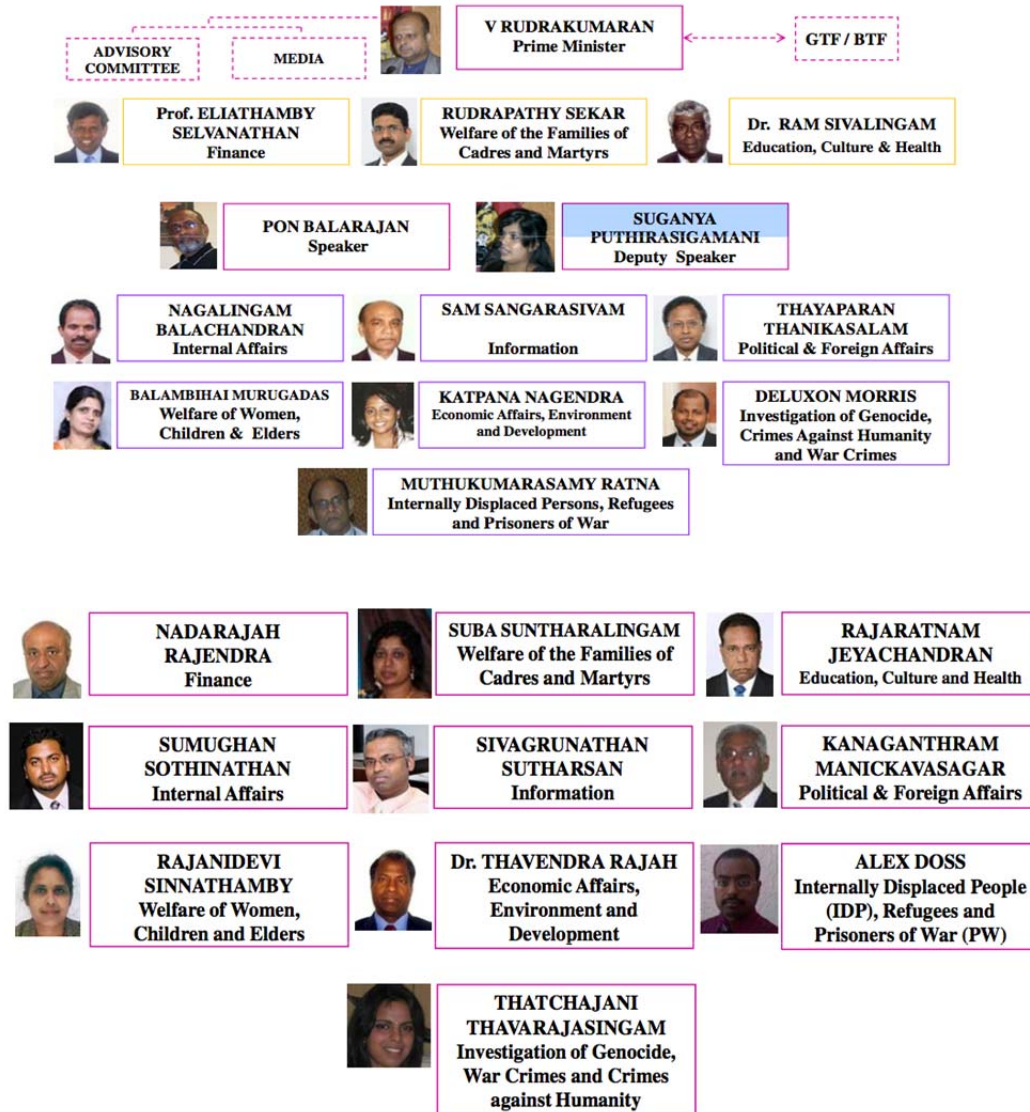 V RUDRAKUMARAN
Prime Minister
GTF / BTF
ADVISORY
COMMITTEE
MEDIA
Prof. ELIATHAMBY
SELVANATHAN
Finance
RUDRAPATHY SEKAR
Welfare of the Families of
Cadres and Martyrs
Dr. RAM SIVALINGAM
Education, Culture & Health
PON BALARAJAN
Speaker
SUGANYA
PUTHIRASIGAMANI
Deputy Speaker
NAGALINGAM
BALACHANDRAN
Internal Affairs
SAM SANGARASIVAM
Information
THAYAPARAN
THANIKASALAM
Political & Foreign Affairs
BALAMBIHAI MURUGADAS
Welfare of Women,
Children & Elders
KATPANA NAGENDRA
Economic Affairs, Environment
and Development
DELUXON MORRIS
Investigation of Genocide,
Crimes Against Humanity
and War Crimes
MUTHUKUMARASAMY RATNA
Internally Displaced Persons, Refugees
and Prisoners of War
NADARAJAH
RAJENDRA
Finance
SUBA SUNTHARALINGAM
Welfare of the Families of
Cadres and Martyrs
RAJARATNAM
JEYACHANDRAN
Education, Culture and Health
SUMUGHAN
SOTHINATHAN
Internal Affairs
SIVAGRUNATHAN
SUTHARSAN
Information
KANAGANTHRAM
MANICKAVASAGAR
Political & Foreign Affairs
RAJANIDEVI
SINNATHAMBY
Welfare of Women,
Children and Elders
Dr. THAVENDRA RAJAH
Economic Affairs,
Environment and
Development
ALEX DOSS
Internally Displaced People
(IDP), Refugees and
Prisoners of War (PW)
THATCHAJANI
THAVARAJASINGAM
Investigation of Genocide,
War Crimes and Crimes
against Humanity